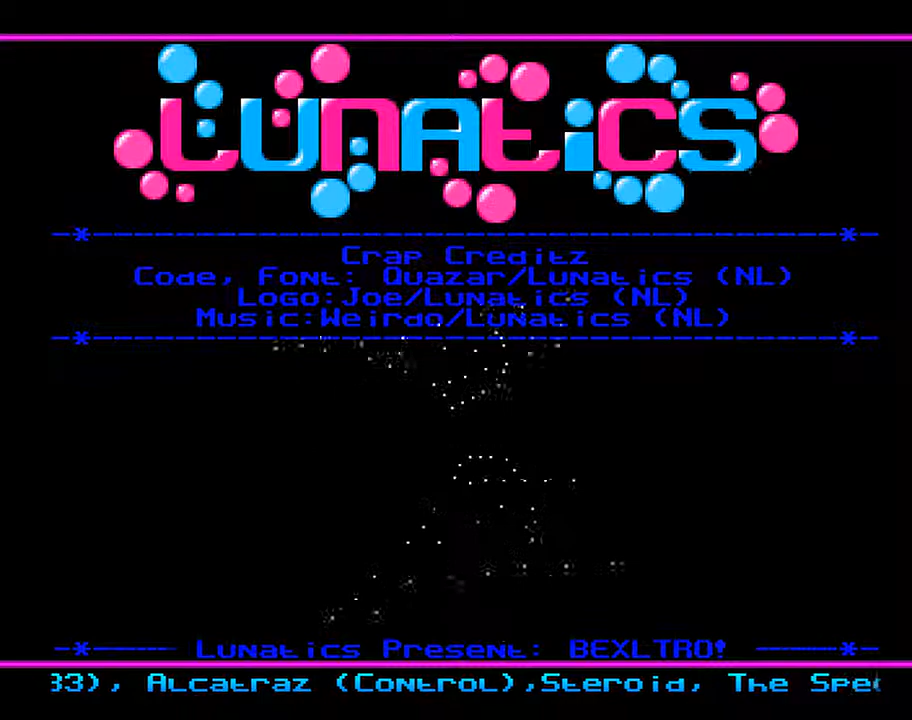 LUNATiCS
Crap Creditz
Code, Font: Quazar/Lunatics (NL)
Logo:Joe/Lunatics (NL)
Music:Weirdo/Lunatics (NL)
Lunatics Present: BEXLTRO!
Alcatraz (Control),Steroid, The